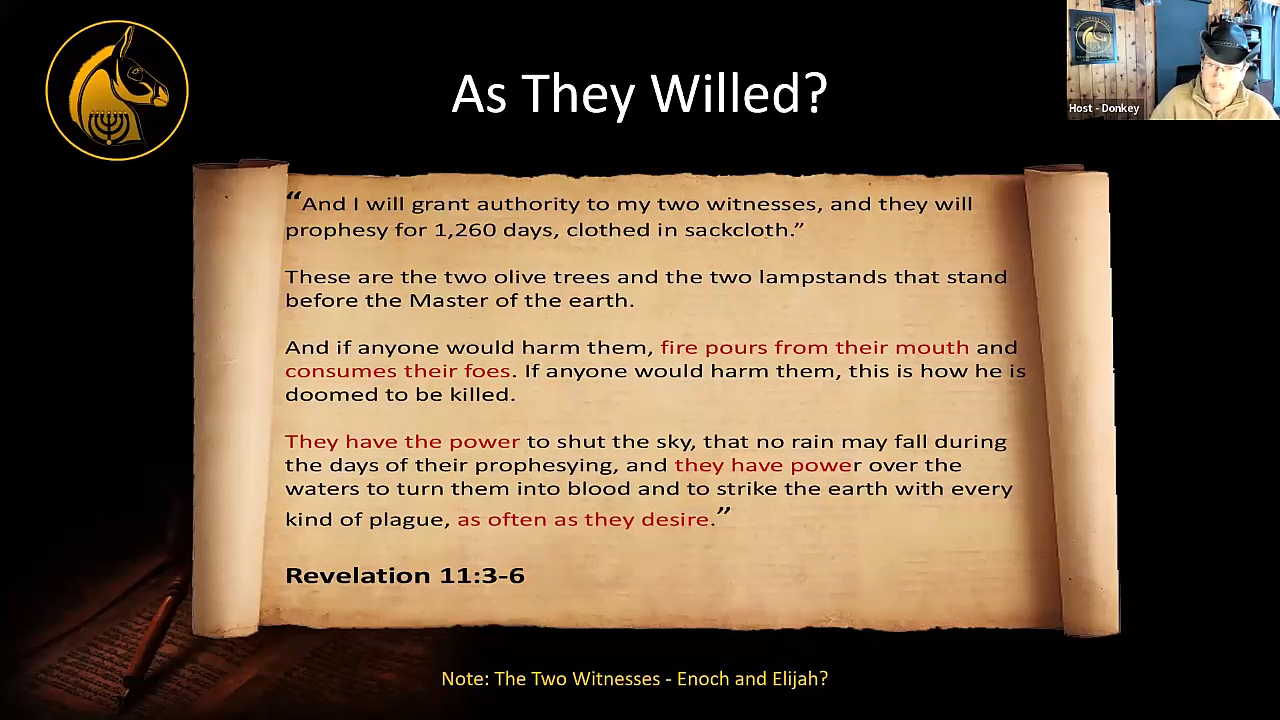 As They Willed?
Host - Donkey
“And I will grant authority to my two witnesses, and they will
prophesy for 1,260 days, clothed in sackcloth.”
These are the two olive trees and the two lampstands that stand
before the Master of the earth.
And if anyone would harm them, fire pours from their mouth and
consumes their foes. If anyone would harm them, this is how he is
doomed to be killed.
They have the power to shut the sky, that no rain may fall during
the days of their prophesying, and they have power over the
waters to turn them into blood and to strike the earth with every
kind of plague, as often as they desire.”
Revelation 11:3-6
Note: The Two Witnesses - Enoch and Elijah?